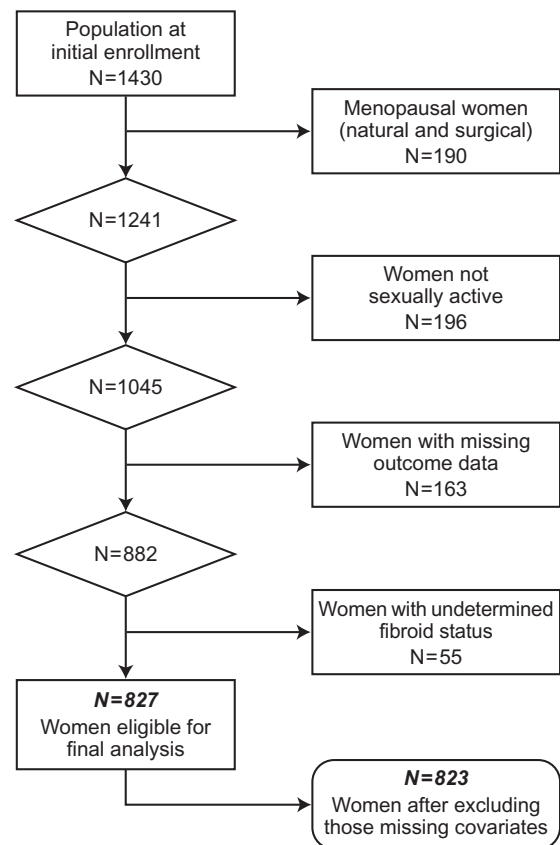 Population at
initial enrollment
N=1430
Menopausal women
(natural and surgical)
N=190
N=1241
Women not
sexually active
N=196
N=1045
Women with missing
outcome data
N=163
N=882
Women with undetermined
fibroid status
N=55
N=827
Women eligible for
final analysis
N=823
Women after excluding
those missing covariates